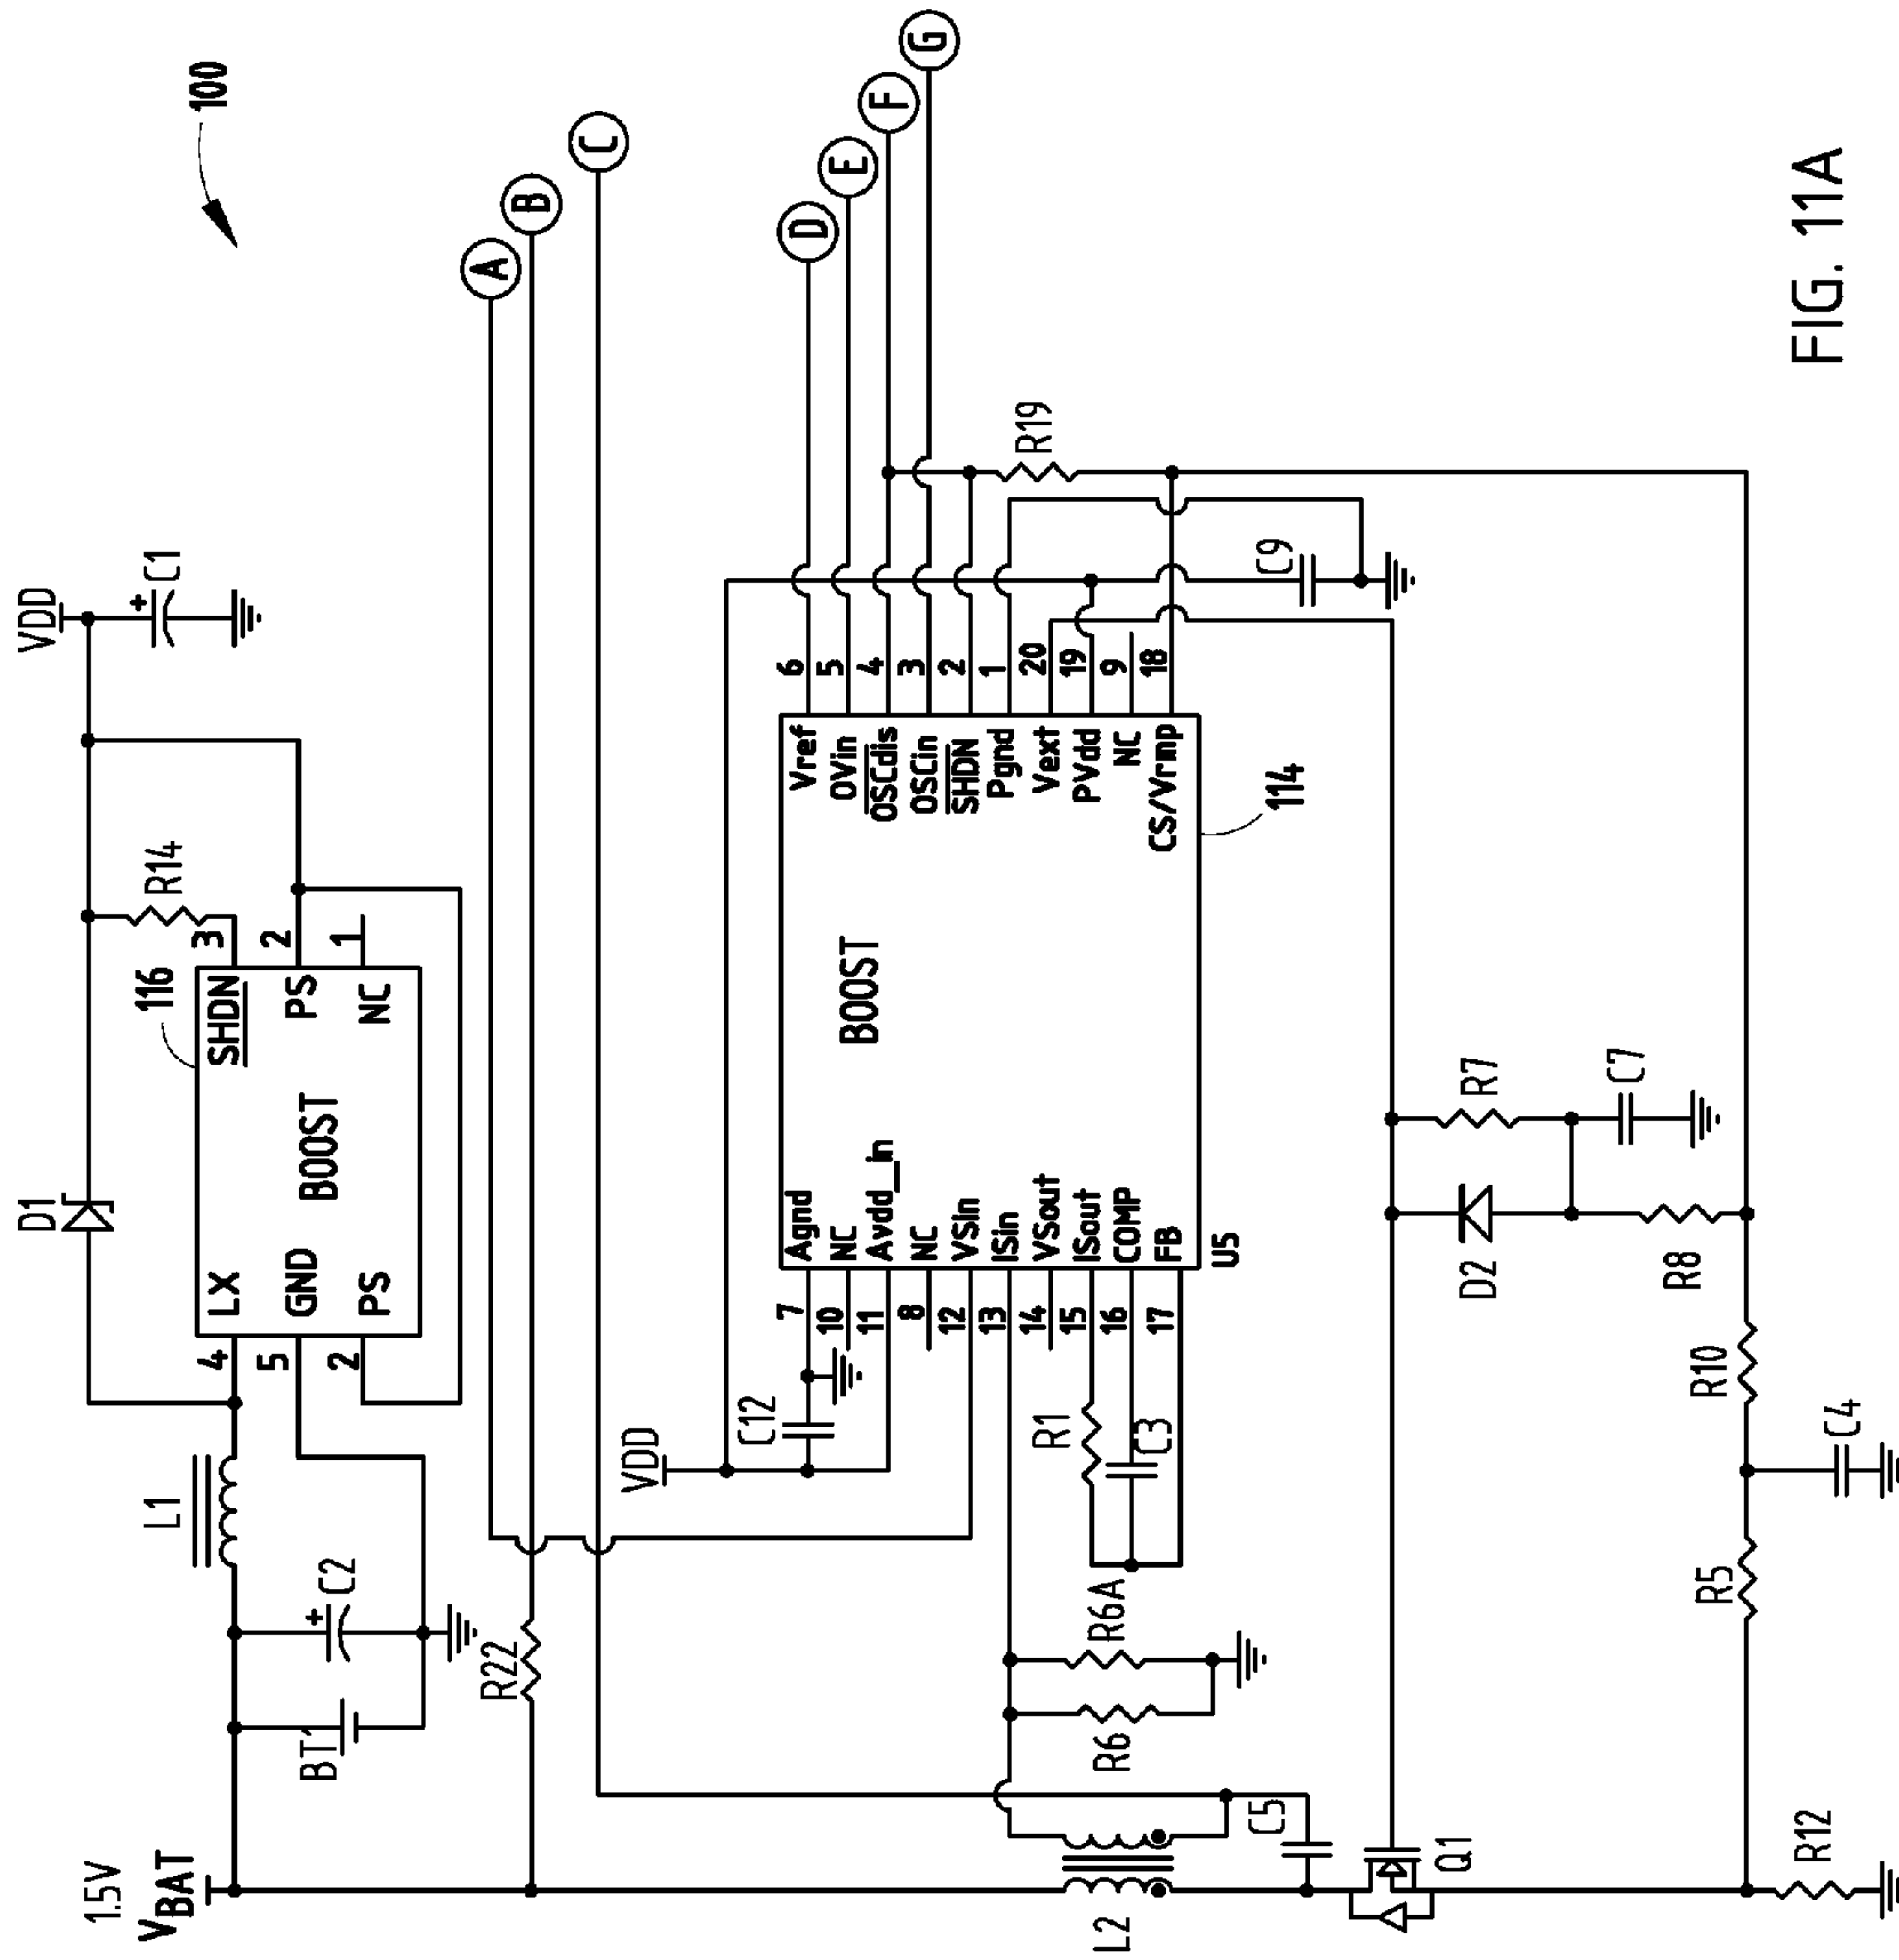 100
1.5V
VBAT
BT1
C2
L1
D1
VDD
C1
R14
116
LX
GND
PS
4
5
2
BOOST
SHDN
PS
NC
3
2
1
R22
A
B
C
D
E
F
G
VDD
C12
7
10
11
8
12
13
14
15
16
17
Agnd
NC
Avdd_in
NC
VSin
ISin
VSout
ISout
COMP
FB
U5
BOOST
Vref
OVin
OSCdis
OSCin
SHDN
Pgnd
Vext
PVdd
NC
CS/Vrmp
6
5
4
3
2
1
20
19
9
18
114
R19
C9
R1
C3
R6
R6A
L2
C5
Q1
D2
R7
C7
R8
R12
R5
C4
R10
FIG. 11A